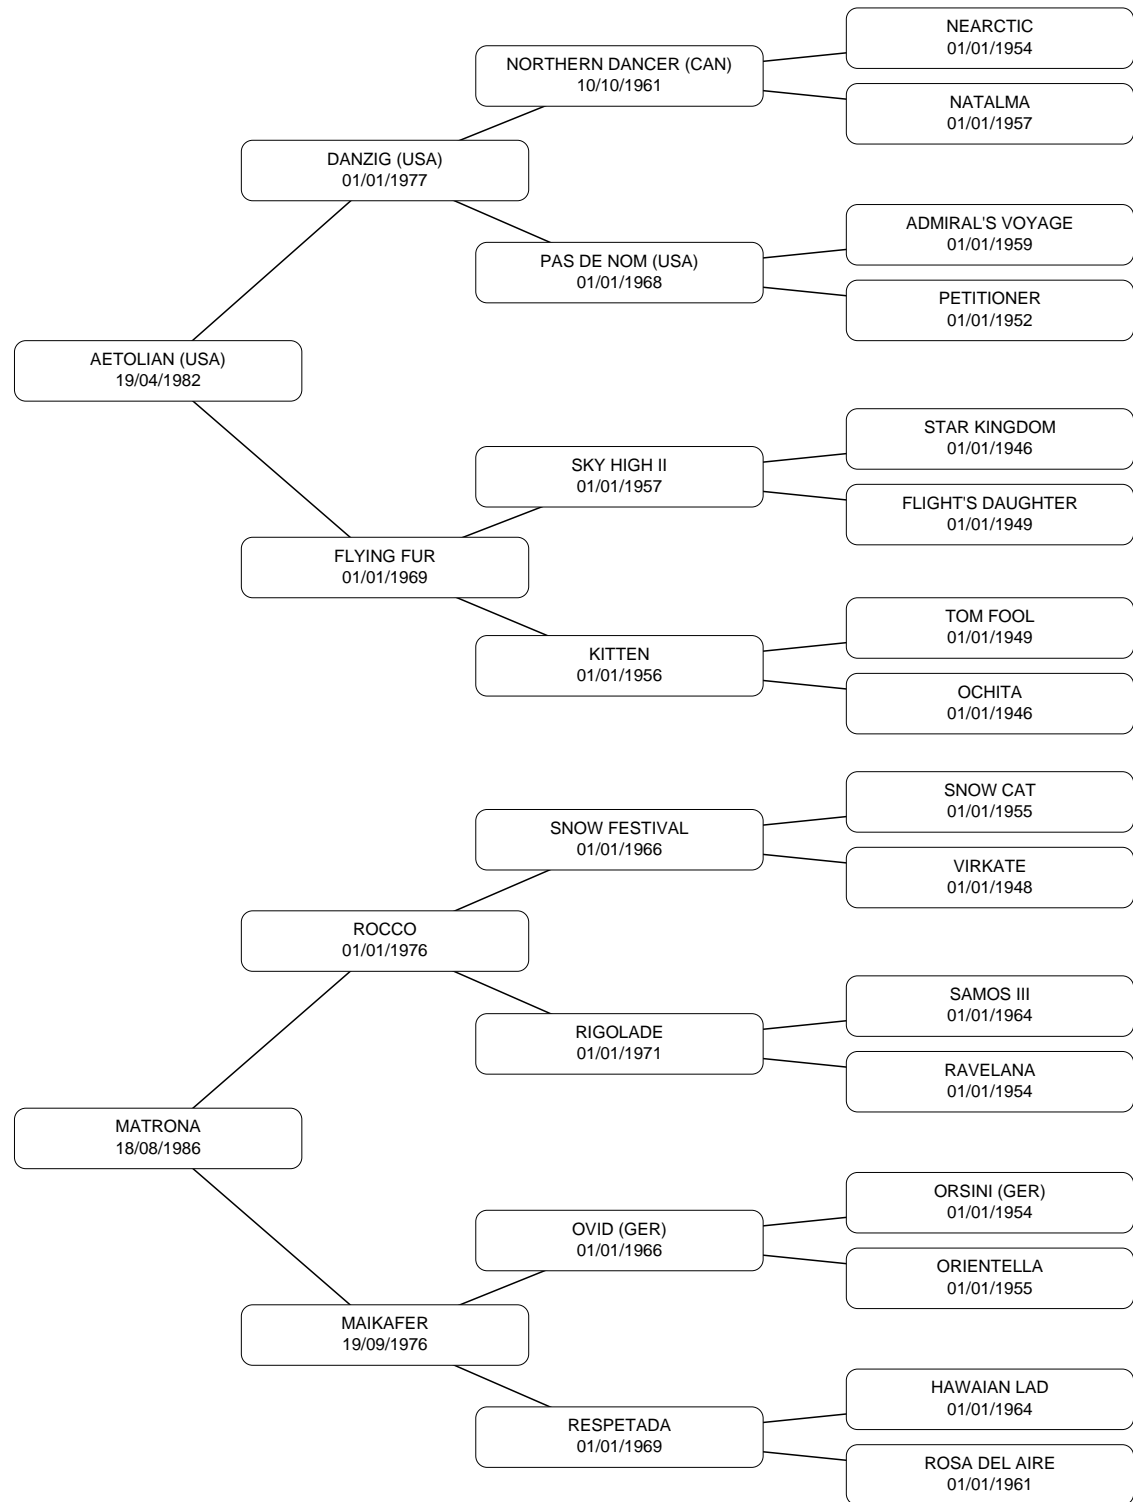 NEARCTIC
01/01/1954
NORTHERN DANCER (CAN)
10/10/1961
NATALMA
01/01/1957
DANZIG (USA)
01/01/1977
ADMIRAL'S VOYAGE
01/01/1959
PAS DE NOM (USA)
01/01/1968
PETITIONER
01/01/1952
AETOLIAN (USA)
19/04/1982
STAR KINGDOM
01/01/1946
SKY HIGH II
01/01/1957
FLIGHT'S DAUGHTER
01/01/1949
FLYING FUR
01/01/1969
TOM FOOL
01/01/1949
KITTEN
01/01/1956
OCHITA
01/01/1946
SNOW CAT
01/01/1955
SNOW FESTIVAL
01/01/1966
VIRKATE
01/01/1948
ROCCO
01/01/1976
SAMOS III
01/01/1964
RIGOLADE
01/01/1971
RAVELANA
01/01/1954
MATRONA
18/08/1986
ORSINI (GER)
01/01/1954
OVID (GER)
01/01/1966
ORIENTELLA
01/01/1955
MAIKAFER
19/09/1976
HAWAIAN LAD
01/01/1964
RESPETADA
01/01/1969
ROSA DEL AIRE
01/01/1961